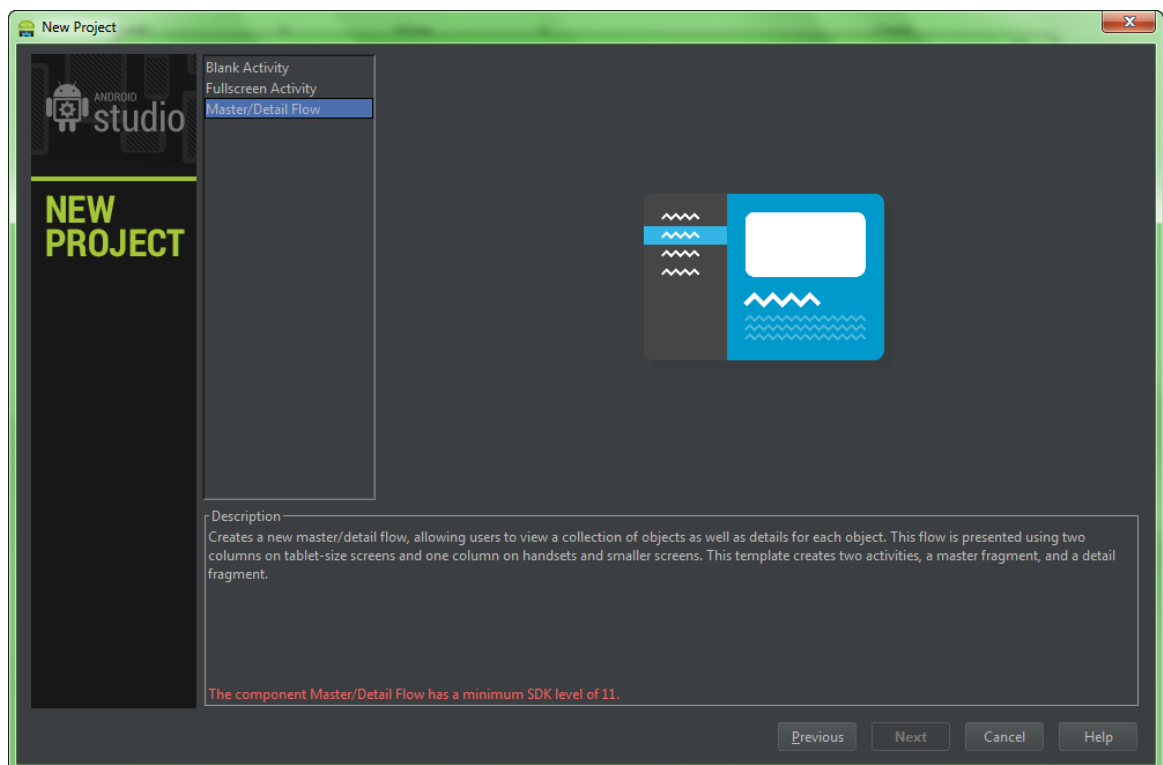 New Project
X
ANDROID
studio
NEW
PROJECT
Blank Activity
Fullscreen Activity
Master/Detail Flow
Description
Creates a new master/detail flow, allowing users to view a collection of objects as well as details for each object. This flow is presented using two
columns on tablet-size screens and one column on handsets and smaller screens. This template creates two activities, a master fragment, and a detail
fragment.
The component Master/Detail Flow has a minimum SDK level of 11.
Previous
Next
Cancel
Help